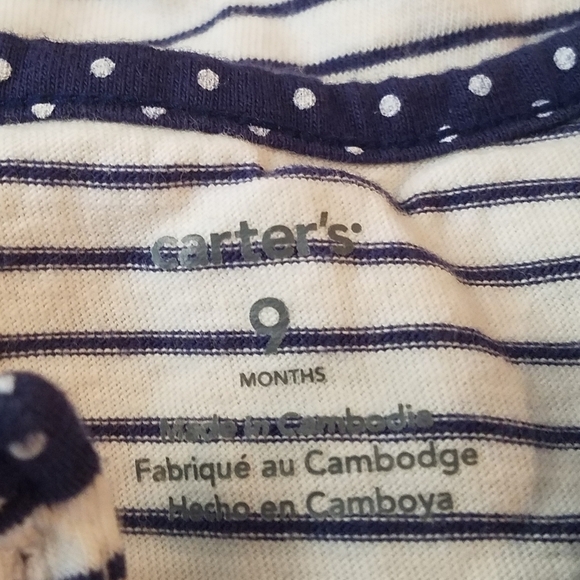 carter's
9
MONTHS
Made in Cambodia
Fabriqué au Cambodge
Hecho en Camboya